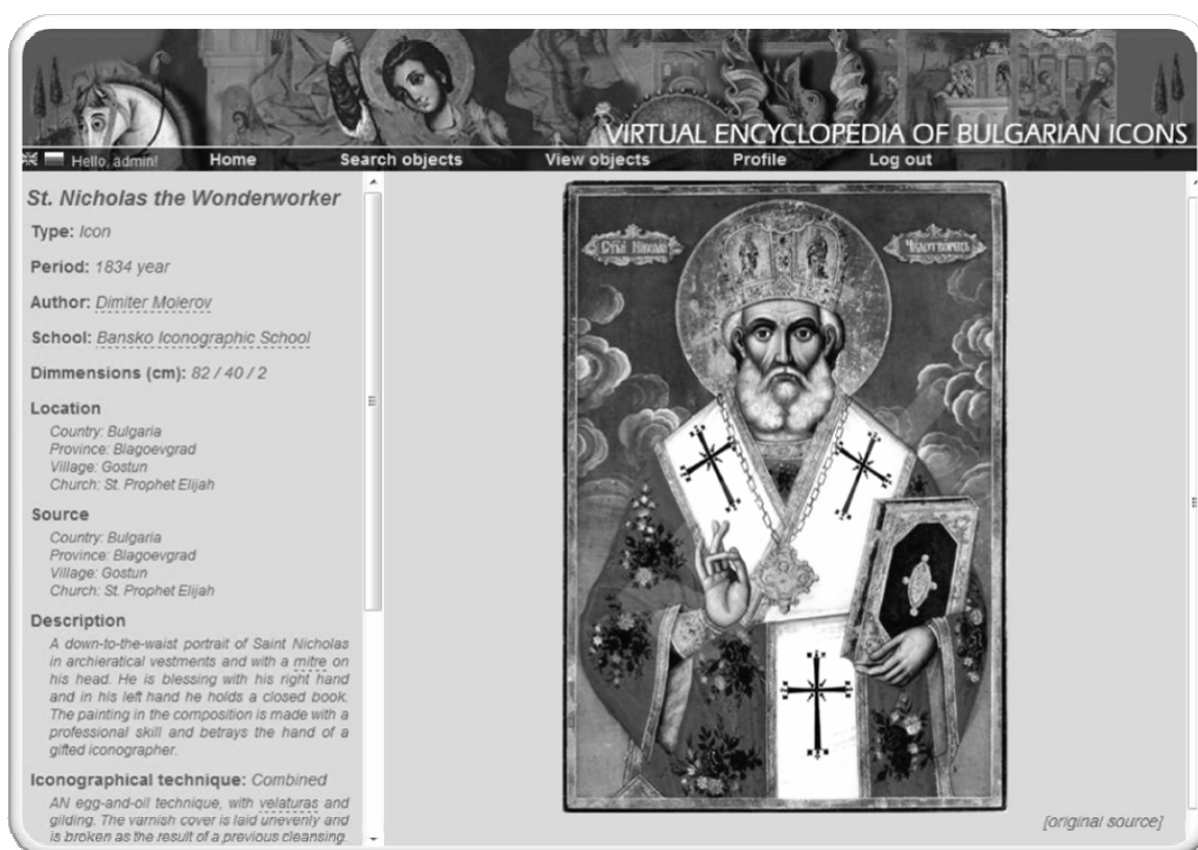 VIRTUAL ENCYCLOPEDIA OF BULGARIAN ICONS
Hello, admin! Home Search objects View objects Profile Log out
St. Nicholas the Wonderworker
Type: Icon
Period: 1834 year
Author: Dimiter Molerov
School: Bansko Iconographic School
Dimmensions (cm): 82 / 40 / 2
Location
Country: Bulgaria
Province: Blagoevgrad
Village: Gostun
Church: St. Prophet Elijah
Source
Country: Bulgaria
Province: Blagoevgrad
Village: Gostun
Church: St. Prophet Elijah
Description
A down-to-the-waist portrait of Saint Nicholas
in archieratical vestments and with a mitre on
his head. He is blessing with his right hand
and in his left hand he holds a closed book.
The painting in the composition is made with a
professional skill and betrays the hand of a
gifted iconographer.
Iconographical technique: Combined
AN egg-and-oil technique, with velaturas and
gilding. The varnish cover is laid unevenly and
is broken as the result of a previous cleansing.
[original source]